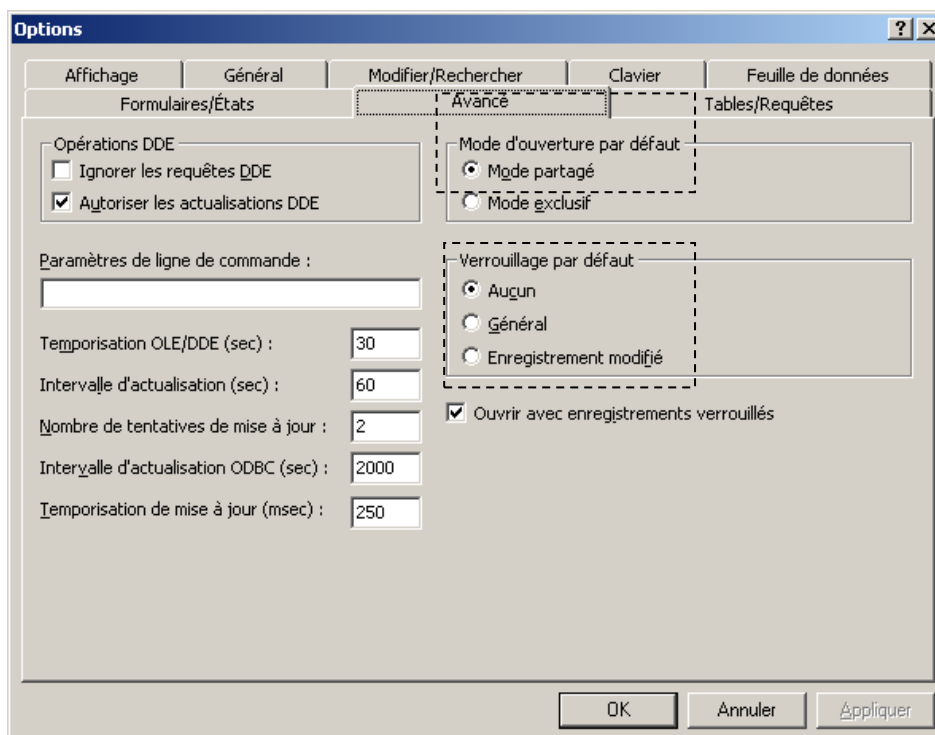 Options
Affichage Général Modifier/Rechercher Clavier Feuille de données
Formulaires/États Avancé Tables/Requêtes
Opérations DDE
Ignorer les requêtes DDE
Autoriser les actualisations DDE
Mode d'ouverture par défaut
Mode partagé
Mode exclusif
Paramètres de ligne de commande :
Temporisation OLE/DDE (sec) : 30
Intervalle d'actualisation (sec) : 60
Nombre de tentatives de mise à jour : 2
Intervalle d'actualisation ODBC (sec) : 2000
Temporisation de mise à jour (msec) : 250
Verrouillage par défaut
Aucun
Général
Enregistrement modifié
Ouvrir avec enregistrements verrouillés
OK Annuler Appliquer